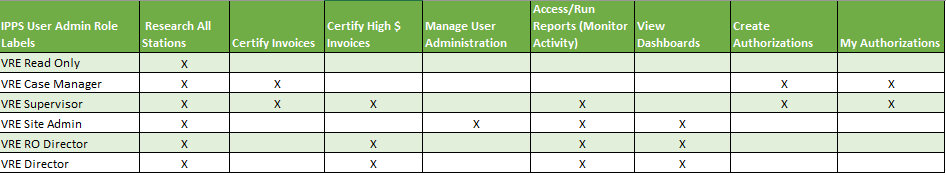 IPPS User Admin Role Labels | Research All Stations | Certify Invoices | Certify High $ Invoices | Manage User Administration | Access/Run Reports (Monitor Activity) | View Dashboards | Create Authorizations | My Authorizations
VRE Read Only | X | | | | | | |
VRE Case Manager | X | X | | | | | X | X
VRE Supervisor | X | X | X | | X | | X | X
VRE Site Admin | X | | | X | X | X | |
VRE RO Director | X | | X | | X | X | |
VRE Director | X | | X | | X | X | |